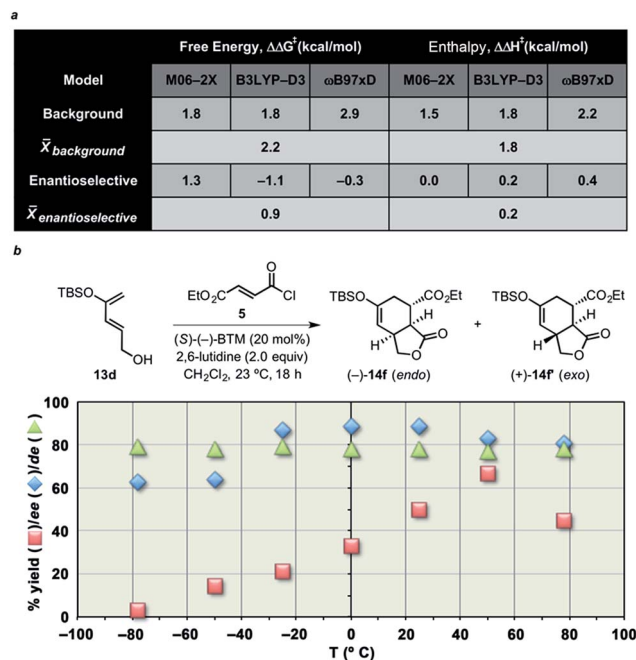 a
Free Energy, ΔΔG‡(kcal/mol) Enthalpy, ΔΔH‡(kcal/mol)
Model M06–2X B3LYP–D3 ωB97xD M06–2X B3LYP–D3 ωB97xD
Background 1.8 1.8 2.9 1.5 1.8 2.2
X̄background 2.2 1.8
Enantioselective 1.3 –1.1 –0.3 0.0 0.2 0.4
X̄enantioselective 0.9 0.2
b
TBSO
OH
13d
EtO2C
O
Cl
5
(S)-(–)-BTM (20 mol%)
2,6-lutidine (2.0 equiv)
CH2Cl2, 23 ºC, 18 h
TBSO
CO2Et
H
H
O
O
(–)-14f (endo)
+
TBSO
CO2Et
H
H
O
O
(+)-14f' (exo)
% yield ( )/ee ( )/de ( )
100
80
60
40
20
0
–100 –80 –60 –40 –20 0 20 40 60 80 100
T (º C)